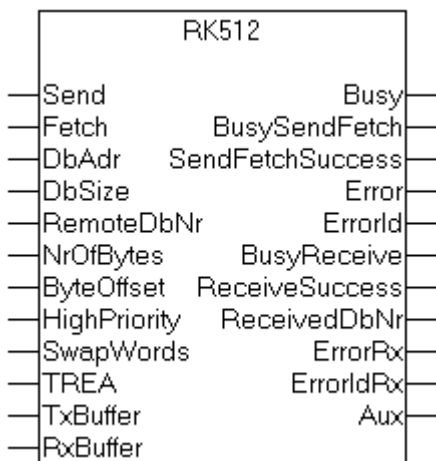 RK512
Send Busy
Fetch BusySendFetch
DbAdr SendFetchSuccess
DbSize Error
RemoteDbNr ErrorId
NrOfBytes BusyReceive
ByteOffset ReceiveSuccess
HighPriority ReceivedDbNr
SwapWords ErrorRx
TREA ErrorIdRx
TxBuffer Aux
RxBuffer